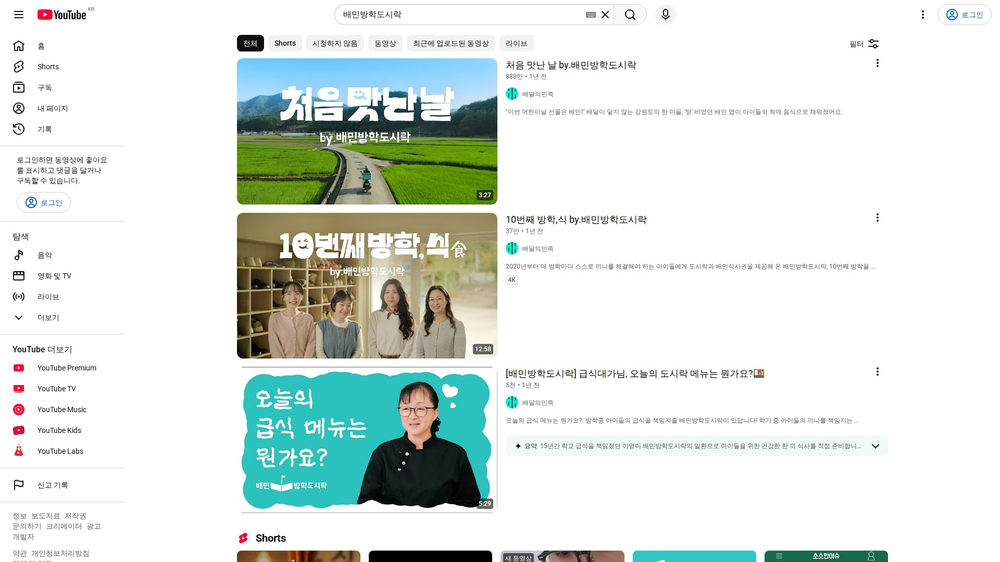 YouTube KR
배민방학도시락
로그인
홈
Shorts
구독
내 페이지
기록
로그인하면 동영상에 좋아요
를 표시하고 댓글을 달거나
구독할 수 있습니다.
로그인
탐색
음악
영화 및 TV
라이브
더보기
YouTube 더보기
YouTube Premium
YouTube TV
YouTube Music
YouTube Kids
YouTube Labs
신고 기록
정보 보도자료 저작권
문의하기 크리에이터 광고
개발자
약관 개인정보처리방침
전체 Shorts 시청하지 않음 동영상 최근에 업로드된 동영상 라이브 필터
처음 맛난 날
by.배민방학도시락
3:27
처음 맛난 날 by.배민방학도시락
888만 • 1년 전
배달의민족
"이번 어린이날 선물은 배민!" 배달이 닿지 않는 강원도의 한 마을, '텅' 비었던 배민 앱이 아이들의 최애 음식으로 채워졌어요.
10번째 방학,식食
by.배민방학도시락
12:58
10번째 방학,식 by.배민방학도시락
37만 • 1년 전
배달의민족
2020년부터 매 방학마다 스스로 끼니를 해결해야 하는 아이들에게 도시락과 배민식사권을 제공해 온 배민방학도시락, 10번째 방학을 ...
4K
오늘의
급식 메뉴는
뭔가요?
배민방학도시락
5:29
[배민방학도시락] 급식대가님, 오늘의 도시락 메뉴는 뭔가요?🍱
5천 • 1년 전
배달의민족
오늘의 급식 메뉴는 뭔가요? 방학중 아이들의 급식을 책임져줄 배민방학도시락이 있답니다! 학기 중 아이들의 끼니를 책임지는 ...
요약 15년간 학교 급식을 책임졌던 이영이 배민방학도시락의 일환으로 아이들을 위한 건강한 한 끼 식사를 직접 준비합니...
Shorts
새 동영상
소소한이슈